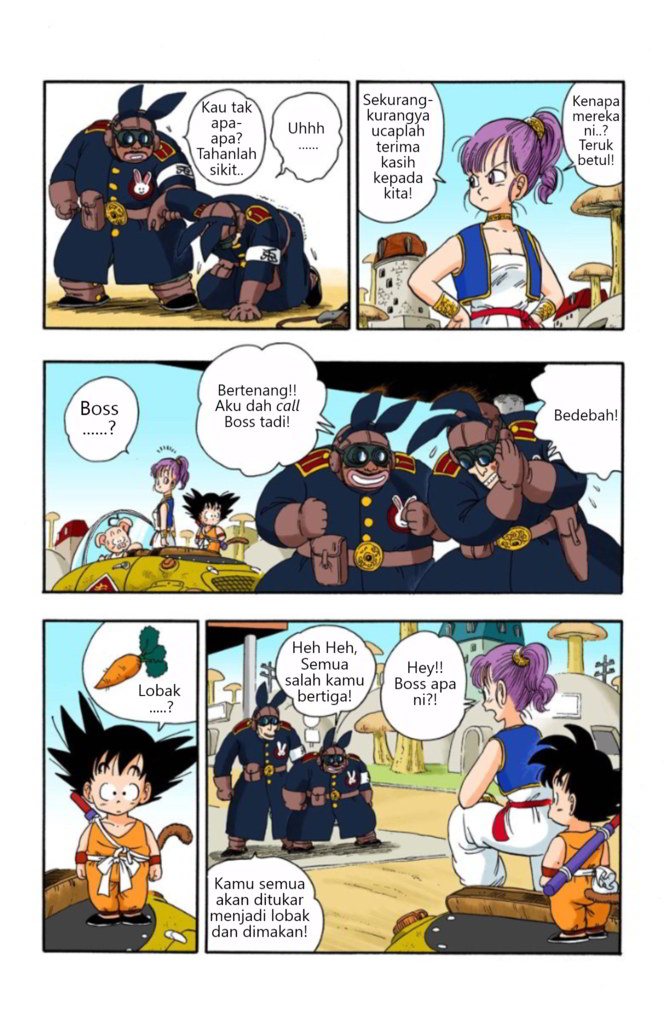 Kau tak
apa-
apa?
Tahanlah
sikit..
Uhhh
......
Sekurang-
kurangya
ucaplah
terima
kasih
kepada
kita!
Kenapa
mereka
ni..?
Teruk
betul!
Boss
......?
Bertenang!!
Aku dah call
Boss tadi!
Bedebah!
Lobak
.....?
Heh Heh,
Semua
salah kamu
bertiga!
Hey!!
Boss apa
ni?!
Kamu semua
akan ditukar
menjadi lobak
dan dimakan!